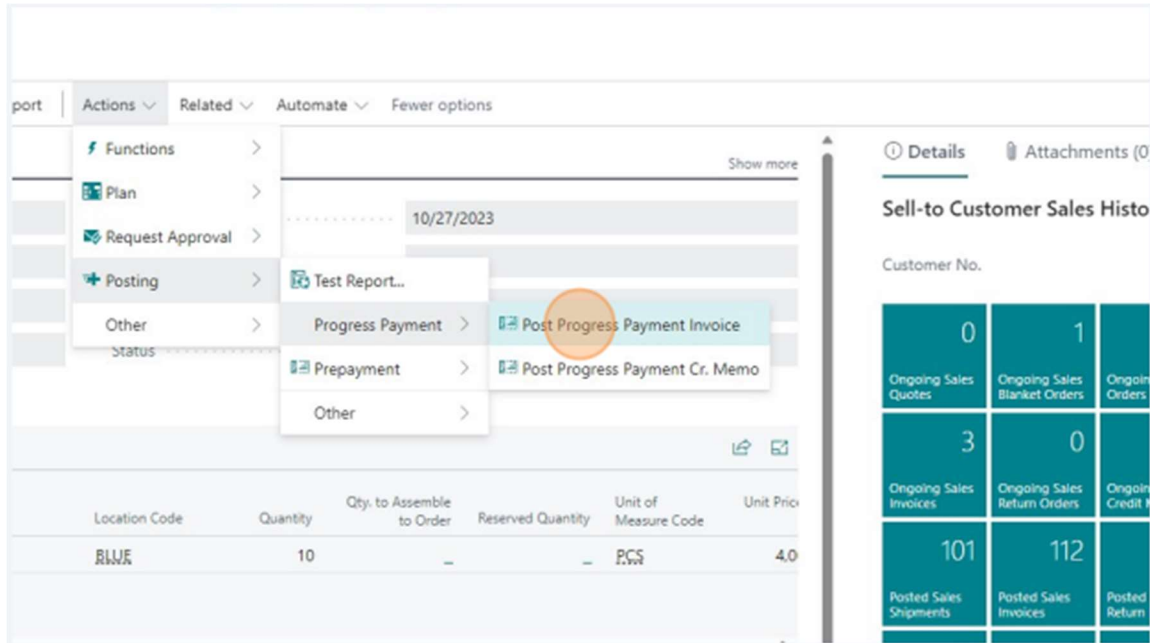 port Actions Related Automate Fewer options
Functions
Show more
Plan
10/27/2023
Request Approval
Posting
Test Report...
Other
Progress Payment
Post Progress Payment Invoice
Status
Prepayment
Post Progress Payment Cr. Memo
Other
Location Code Quantity Qty. to Assemble to Order Reserved Quantity Unit of Measure Code Unit Price
BLUE 10 _ _ PCS 4,0
Details Attachments (0)
Sell-to Customer Sales Histo
Customer No.
0 1
Ongoing Sales Quotes
Ongoing Sales Blanket Orders
Ongoin
Orders
3 0
Ongoing Sales Invoices
Ongoing Sales Return Orders
Ongoin
Credit
101 112
Posted Sales Shipments
Posted Sales Invoices
Posted
Return